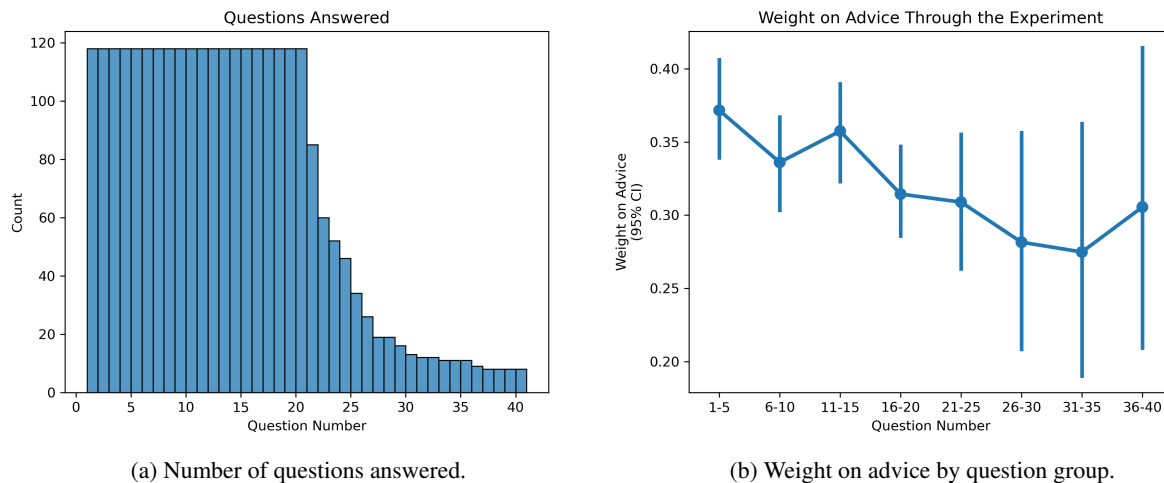 Questions Answered
120
100
80
60
40
20
0
Count
0 5 10 15 20 25 30 35 40
Question Number
(a) Number of questions answered.
Weight on Advice Through the Experiment
0.40
0.35
0.30
0.25
0.20
Weight on Advice
(95% CI)
1-5 6-10 11-15 16-20 21-25 26-30 31-35 36-40
Question Number
(b) Weight on advice by question group.